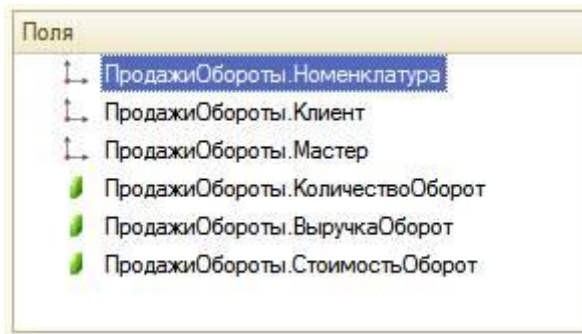 Поля
ПродажиОбороты.Номенклатура
ПродажиОбороты.Клиент
ПродажиОбороты.Мастер
ПродажиОбороты.КоличествоОборот
ПродажиОбороты.ВыручкаОборот
ПродажиОбороты.СтоимостьОборот